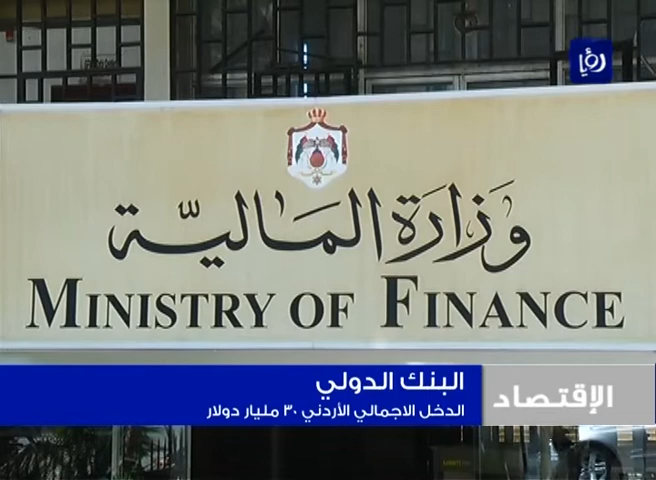 رؤيا
وزارة المالية
MINISTRY OF FINANCE
البنك الدولي
الإقتصاد
الدخل الاجمالي الأردني ٣٠ مليار دولار